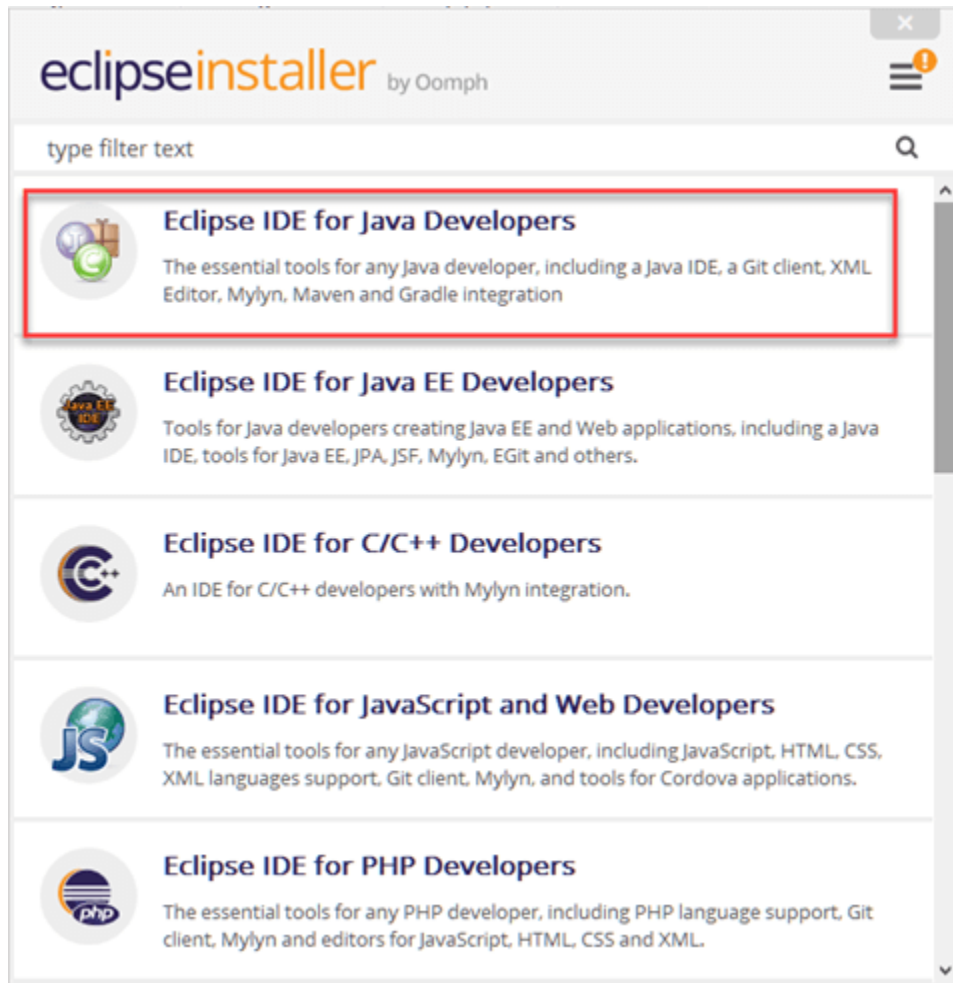 eclipseinstaller by Oomph
type filter text
Eclipse IDE for Java Developers
The essential tools for any Java developer, including a Java IDE, a Git client, XML
Editor, Mylyn, Maven and Gradle integration
Eclipse IDE for Java EE Developers
Java EE
IDE
Tools for Java developers creating Java EE and Web applications, including a Java
IDE, tools for Java EE, JPA, JSF, Mylyn, EGit and others.
Eclipse IDE for C/C++ Developers
C++
An IDE for C/C++ developers with Mylyn integration.
Eclipse IDE for JavaScript and Web Developers
JS
The essential tools for any JavaScript developer, including JavaScript, HTML, CSS,
XML languages support, Git client, Mylyn, and tools for Cordova applications.
Eclipse IDE for PHP Developers
php
The essential tools for any PHP developer, including PHP language support, Git
client, Mylyn and editors for JavaScript, HTML, CSS and XML.